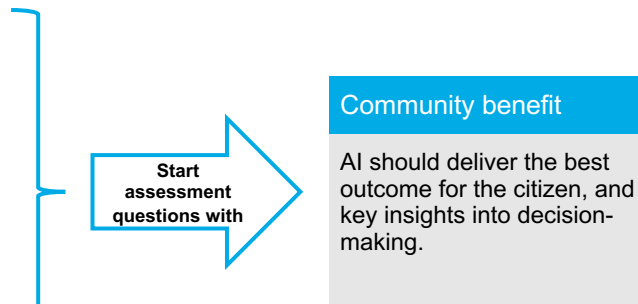 Start
assessment
questions with
Community benefit
AI should deliver the best
outcome for the citizen, and
key insights into decision-
making.